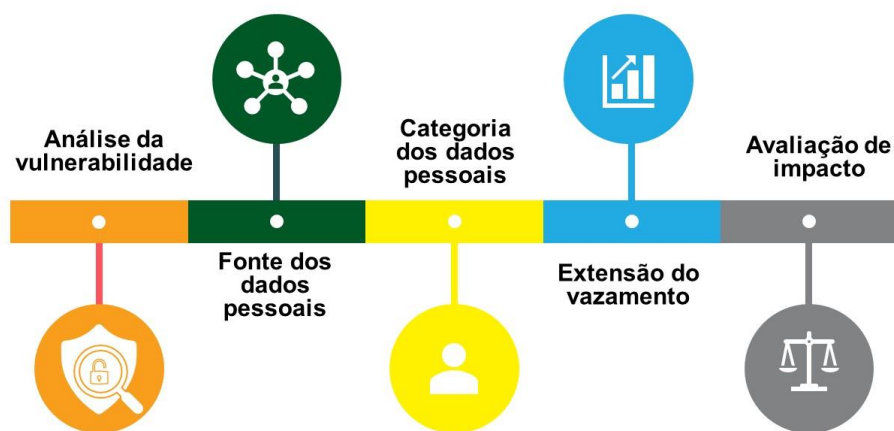 Análise da
vulnerabilidade
Fonte dos
dados
pessoais
Categoria
dos dados
pessoais
Extensão do
vazamento
Avaliação de
impacto